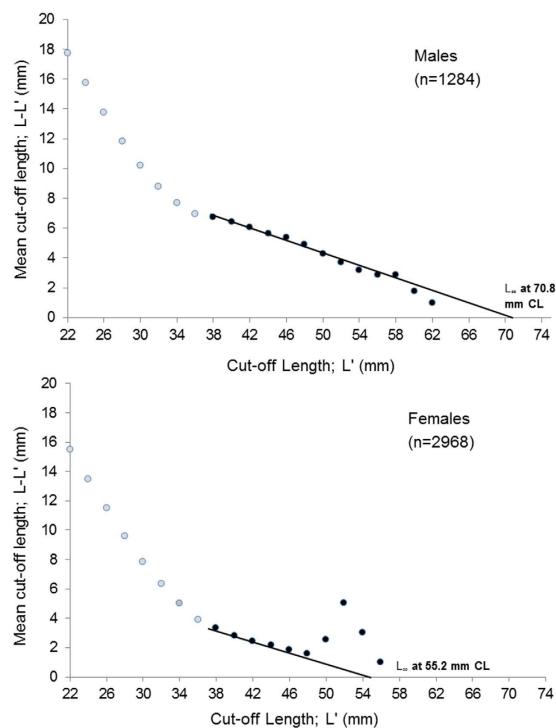 20
18
16
14
12
10
8
6
4
2
0
Mean cut-off length; L-L' (mm)
Males
(n=1284)
L∞ at 70.8
mm CL
22 26 30 34 38 42 46 50 54 58 62 66 70 74
Cut-off Length; L' (mm)
20
18
16
14
12
10
8
6
4
2
0
Mean cut-off length; L-L' (mm)
Females
(n=2968)
L∞ at 55.2 mm CL
22 26 30 34 38 42 46 50 54 58 62 66 70 74
Cut-off Length; L' (mm)